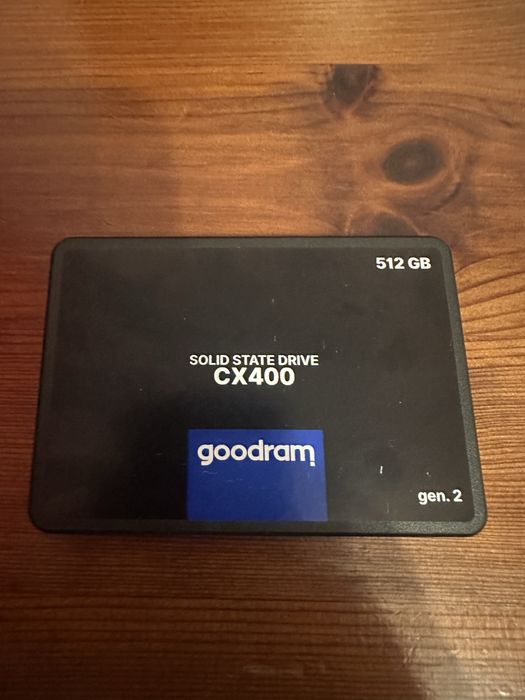 512 GB
SOLID STATE DRIVE
CX400
goodram
gen. 2